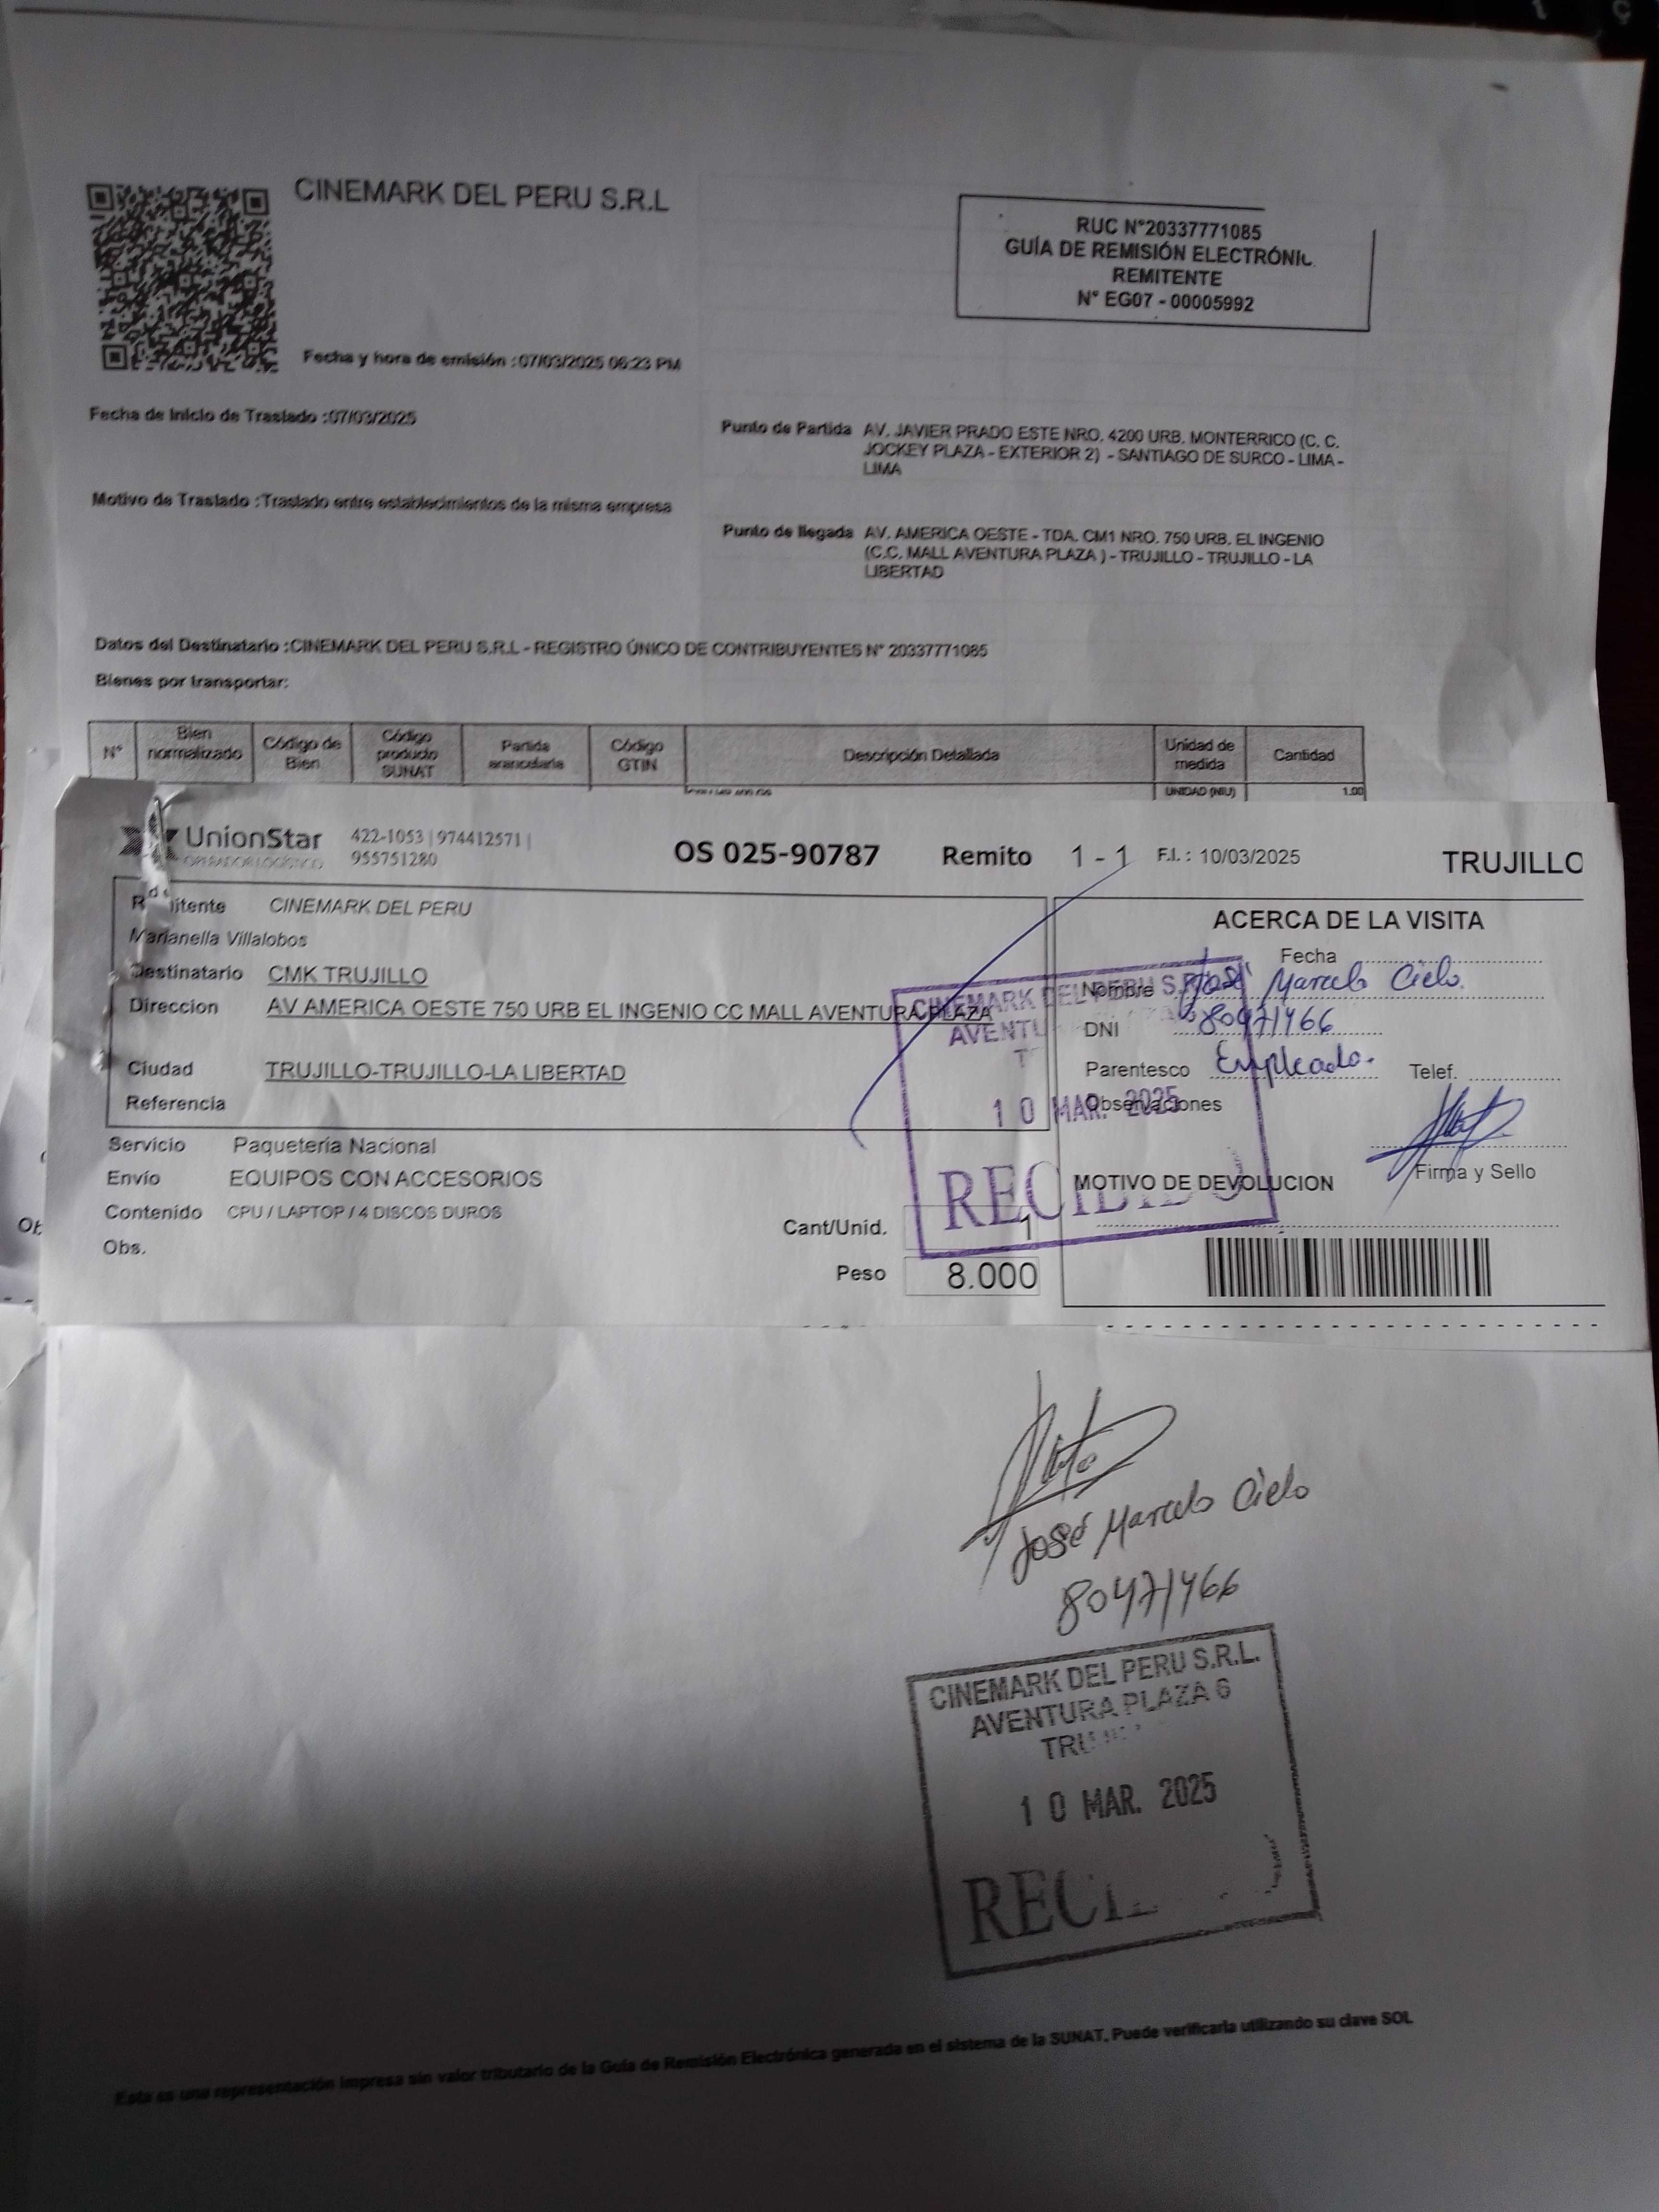 CINEMARK DEL PERU S.R.L
RUC N°20337771085
GUÍA DE REMISIÓN ELECTRÓNIC
REMITENTE
N° EG07 - 00005992
Fecha y hora de emisión :07/03/2025 06:23 PM
Fecha de Inicio de Traslado :07/03/2025
Punto de Partida AV. JAVIER PRADO ESTE NRO. 4200 URB. MONTERRICO (C. C.
JOCKEY PLAZA - EXTERIOR 2) - SANTIAGO DE SURCO - LIMA -
LIMA
Motivo de Traslado :Traslado entre establecimientos de la misma empresa
Punto de llegada AV. AMERICA OESTE - TDA. CM1 NRO. 750 URB. EL INGENIO
(C.C. MALL AVENTURA PLAZA ) - TRUJILLO - TRUJILLO - LA
LIBERTAD
Datos del Destinatario :CINEMARK DEL PERU S.R.L - REGISTRO ÚNICO DE CONTRIBUYENTES N° 20337771085
Bienes por transportar:
N° Bien normalizado Código de Bien Código producto SUNAT Partida arancelaria Código GTIN Descripción Detallada Unidad de medida Cantidad
UNIDAD (NIU) 1.00
UnionStar 422-1053 | 974412571 |
OPERADOR LOGÍSTICO 955751280
OS 025-90787 Remito 1 - 1 F.I. : 10/03/2025 TRUJILLO
CINEMARK DEL PERU
Marianella Villalobos
Destinatario CMK TRUJILLO
Direccion AV AMERICA OESTE 750 URB EL INGENIO CC MALL AVENTURA PLAZA
Ciudad TRUJILLO-TRUJILLO-LA LIBERTAD
Referencia
Servicio Paqueteria Nacional
Envío EQUIPOS CON ACCESORIOS
Contenido CPU / LAPTOP / 4 DISCOS DUROS
Obs.
Cant/Unid. 1
Peso 8.000
ACERCA DE LA VISITA
Fecha
Nombre José Marcelo Cielo.
DNI 80471466
Parentesco Empleado. Telef.
Observaciones
Firma y Sello
MOTIVO DE DEVOLUCION
CINEMARK DEL PERU S.R.
AVENTU
T
10 MAR. 2025
RECIBIDO
José Marcelo Cielo
80471466
CINEMARK DEL PERU S.R.L.
AVENTURA PLAZA 6
TRU
10 MAR. 2025
RECI
Esta es una representación impresa sin valor tributario de la Guía de Remisión Electrónica generada en el sistema de la SUNAT. Puede verificarla utilizando su clave SOL